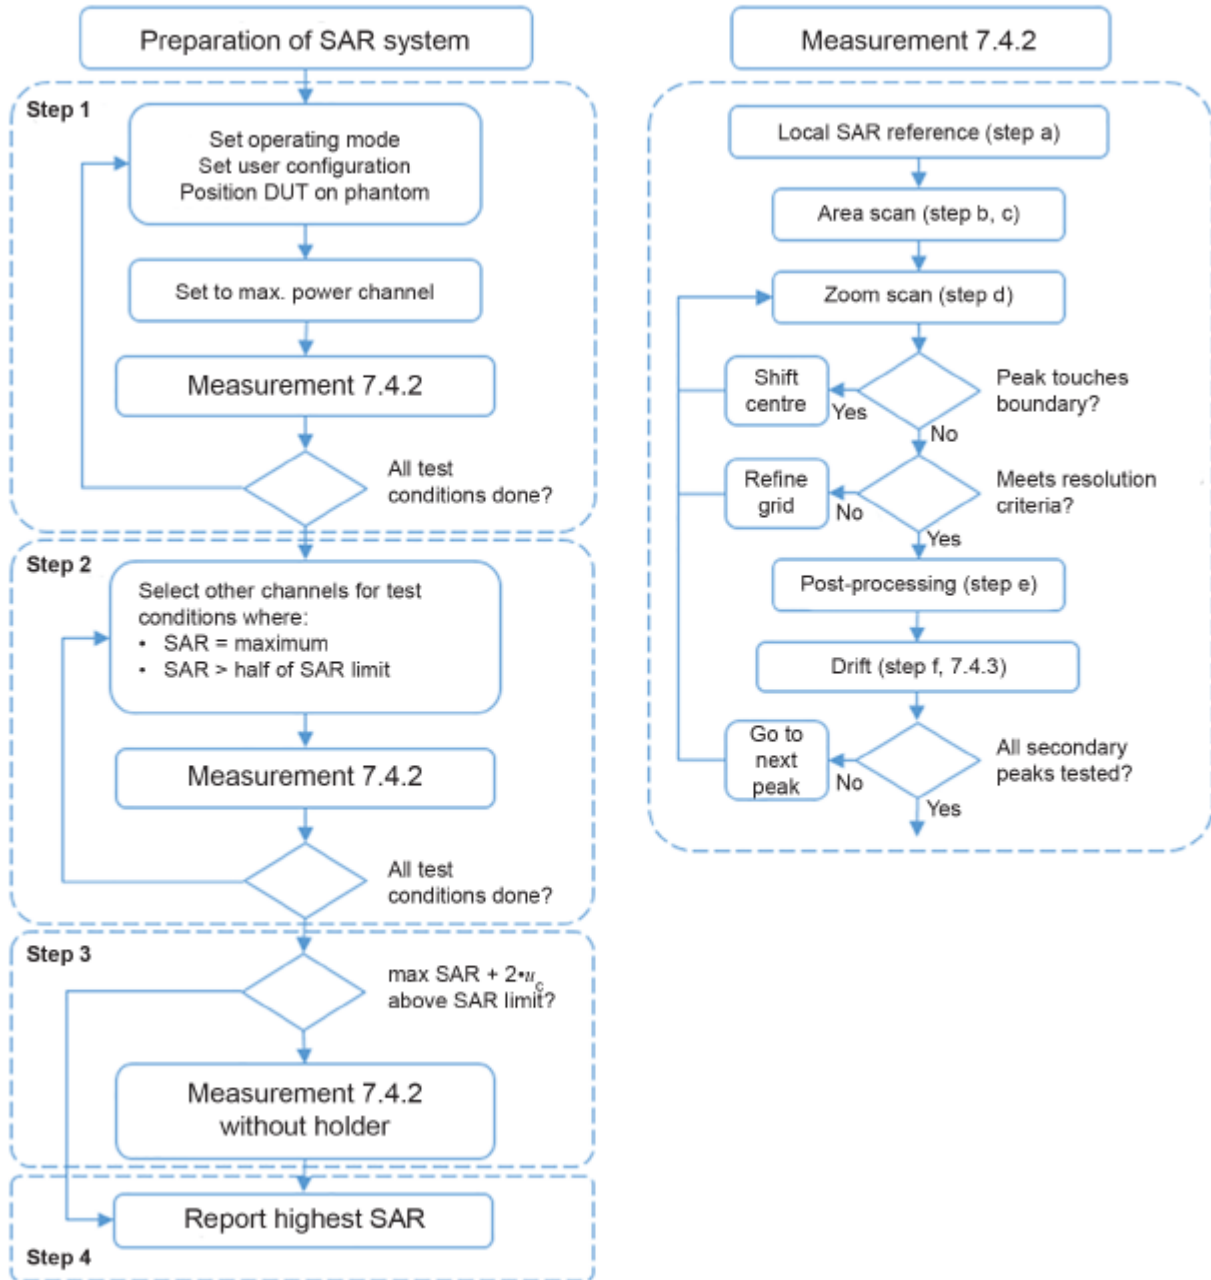 Preparation of SAR system
Step 1
Set operating mode
Set user configuration
Position DUT on phantom
Set to max. power channel
Measurement 7.4.2
All test
conditions done?
Step 2
Select other channels for test
conditions where:
• SAR = maximum
• SAR > half of SAR limit
Measurement 7.4.2
All test
conditions done?
Step 3
max SAR + 2•u_c
above SAR limit?
Measurement 7.4.2
without holder
Report highest SAR
Step 4
Measurement 7.4.2
Local SAR reference (step a)
Area scan (step b, c)
Zoom scan (step d)
Shift
centre
Yes
Peak touches
boundary?
No
Refine
grid
No
Meets resolution
criteria?
Yes
Post-processing (step e)
Drift (step f, 7.4.3)
Go to
next
peak
No
All secondary
peaks tested?
Yes